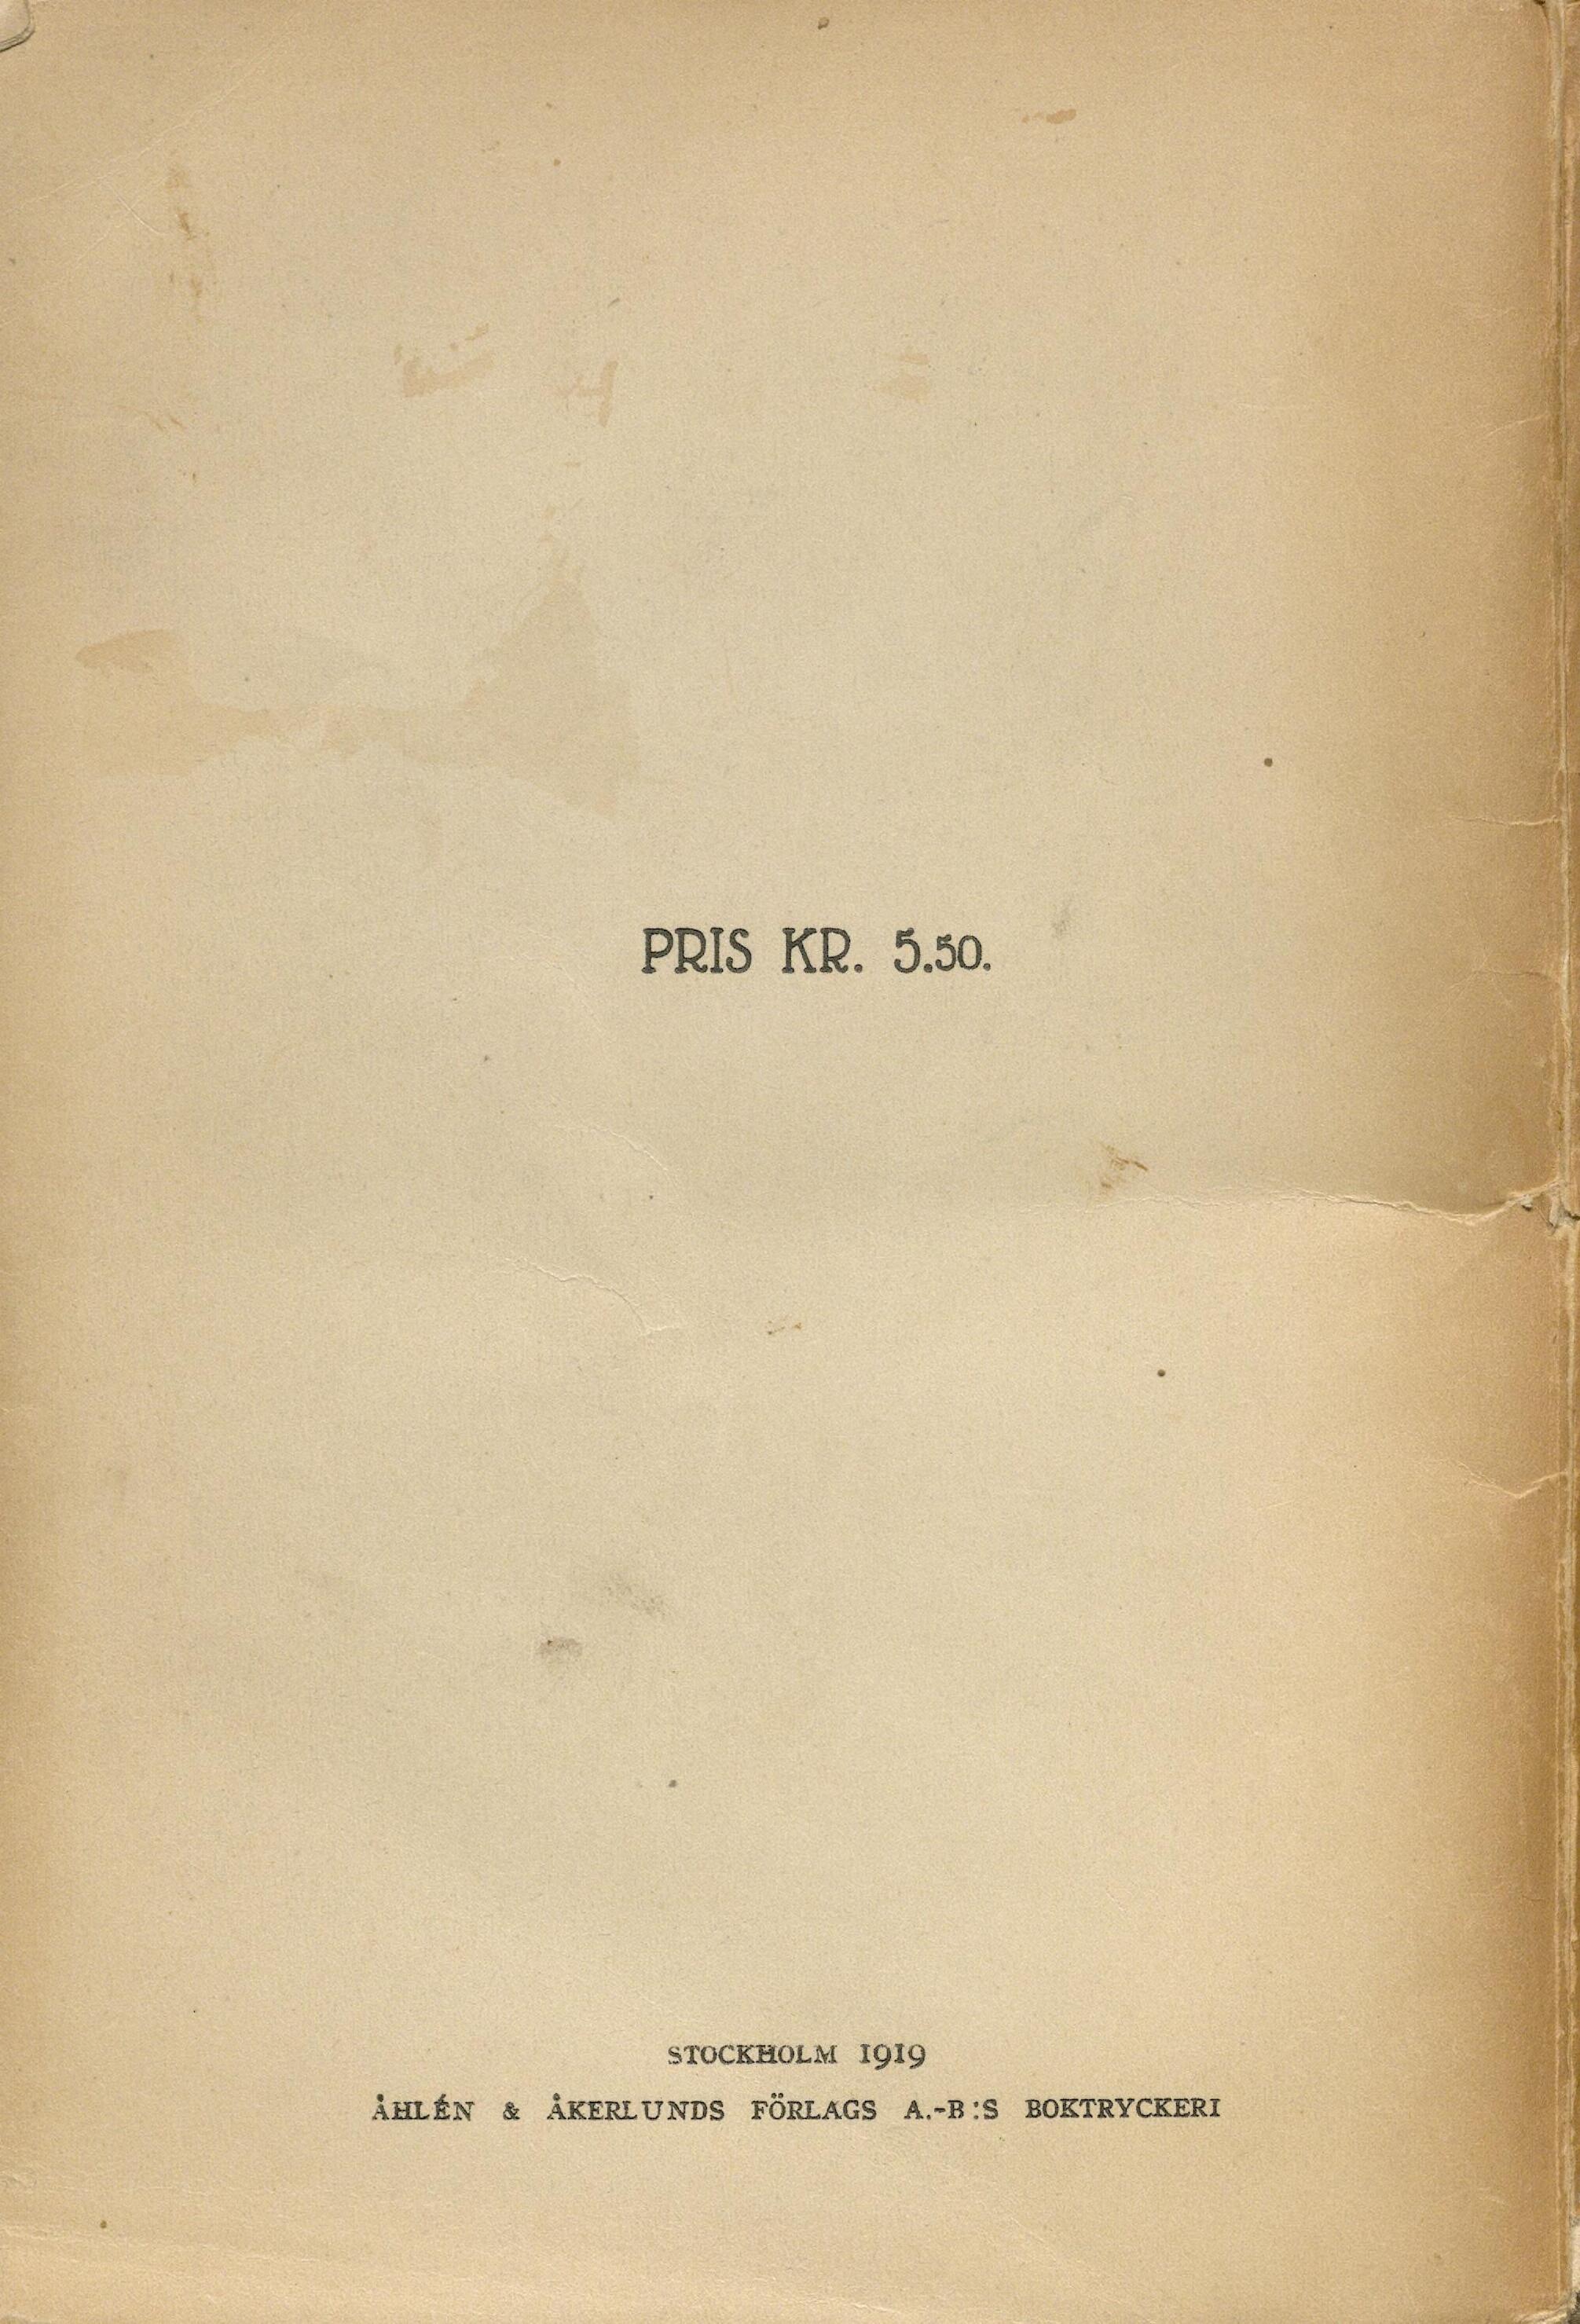 PRIS KR. 5.50.
STOCKHOLM 1919
ÅHLÉN & ÅKERLUNDS FÖRLAGS A.-B:S BOKTRYCKERI